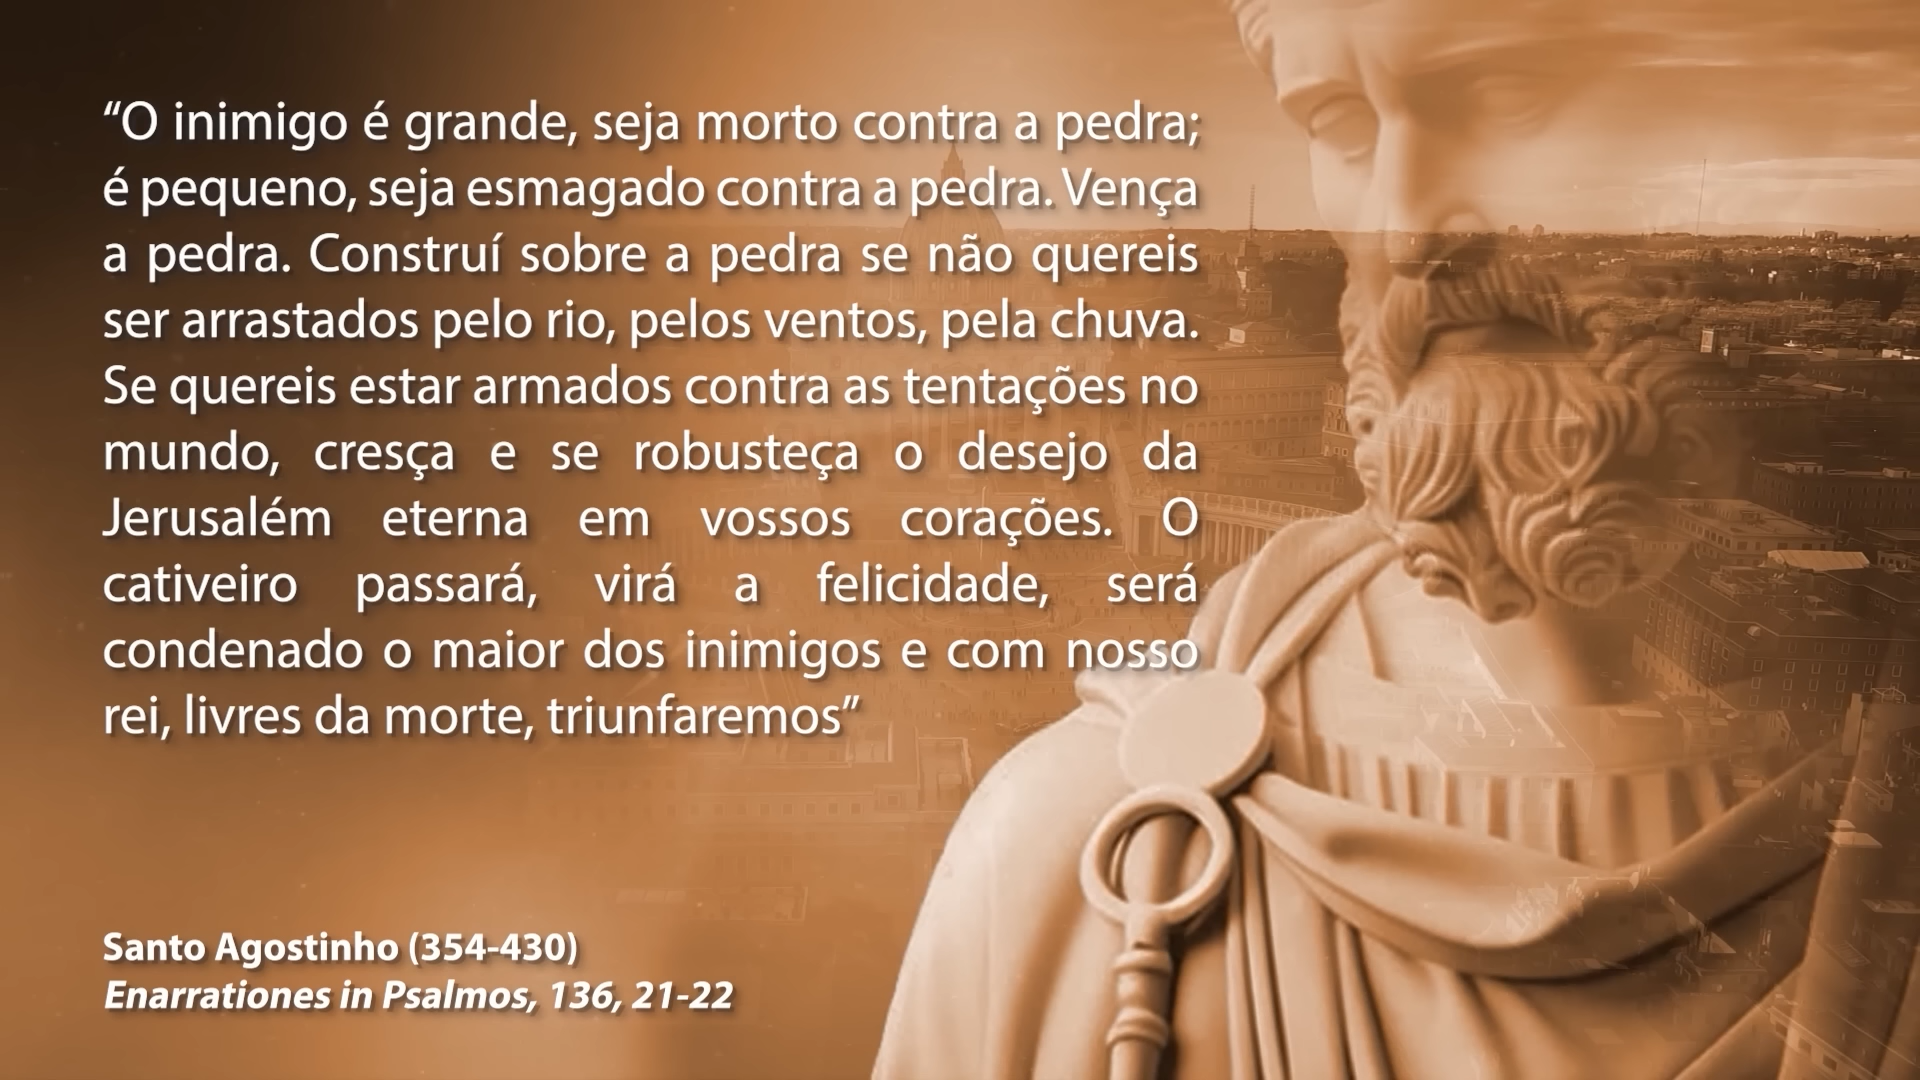 “O inimigo é grande, seja morto contra a pedra;
é pequeno, seja esmagado contra a pedra. Vença
a pedra. Construí sobre a pedra se não quereis
ser arrastados pelo rio, pelos ventos, pela chuva.
Se quereis estar armados contra as tentações no
mundo, cresça e se robusteça o desejo da
Jerusalém eterna em vossos corações. O
cativeiro passará, virá a felicidade, será
condenado o maior dos inimigos e com nosso
rei, livres da morte, triunfaremos”
Santo Agostinho (354-430)
Enarrationes in Psalmos, 136, 21-22